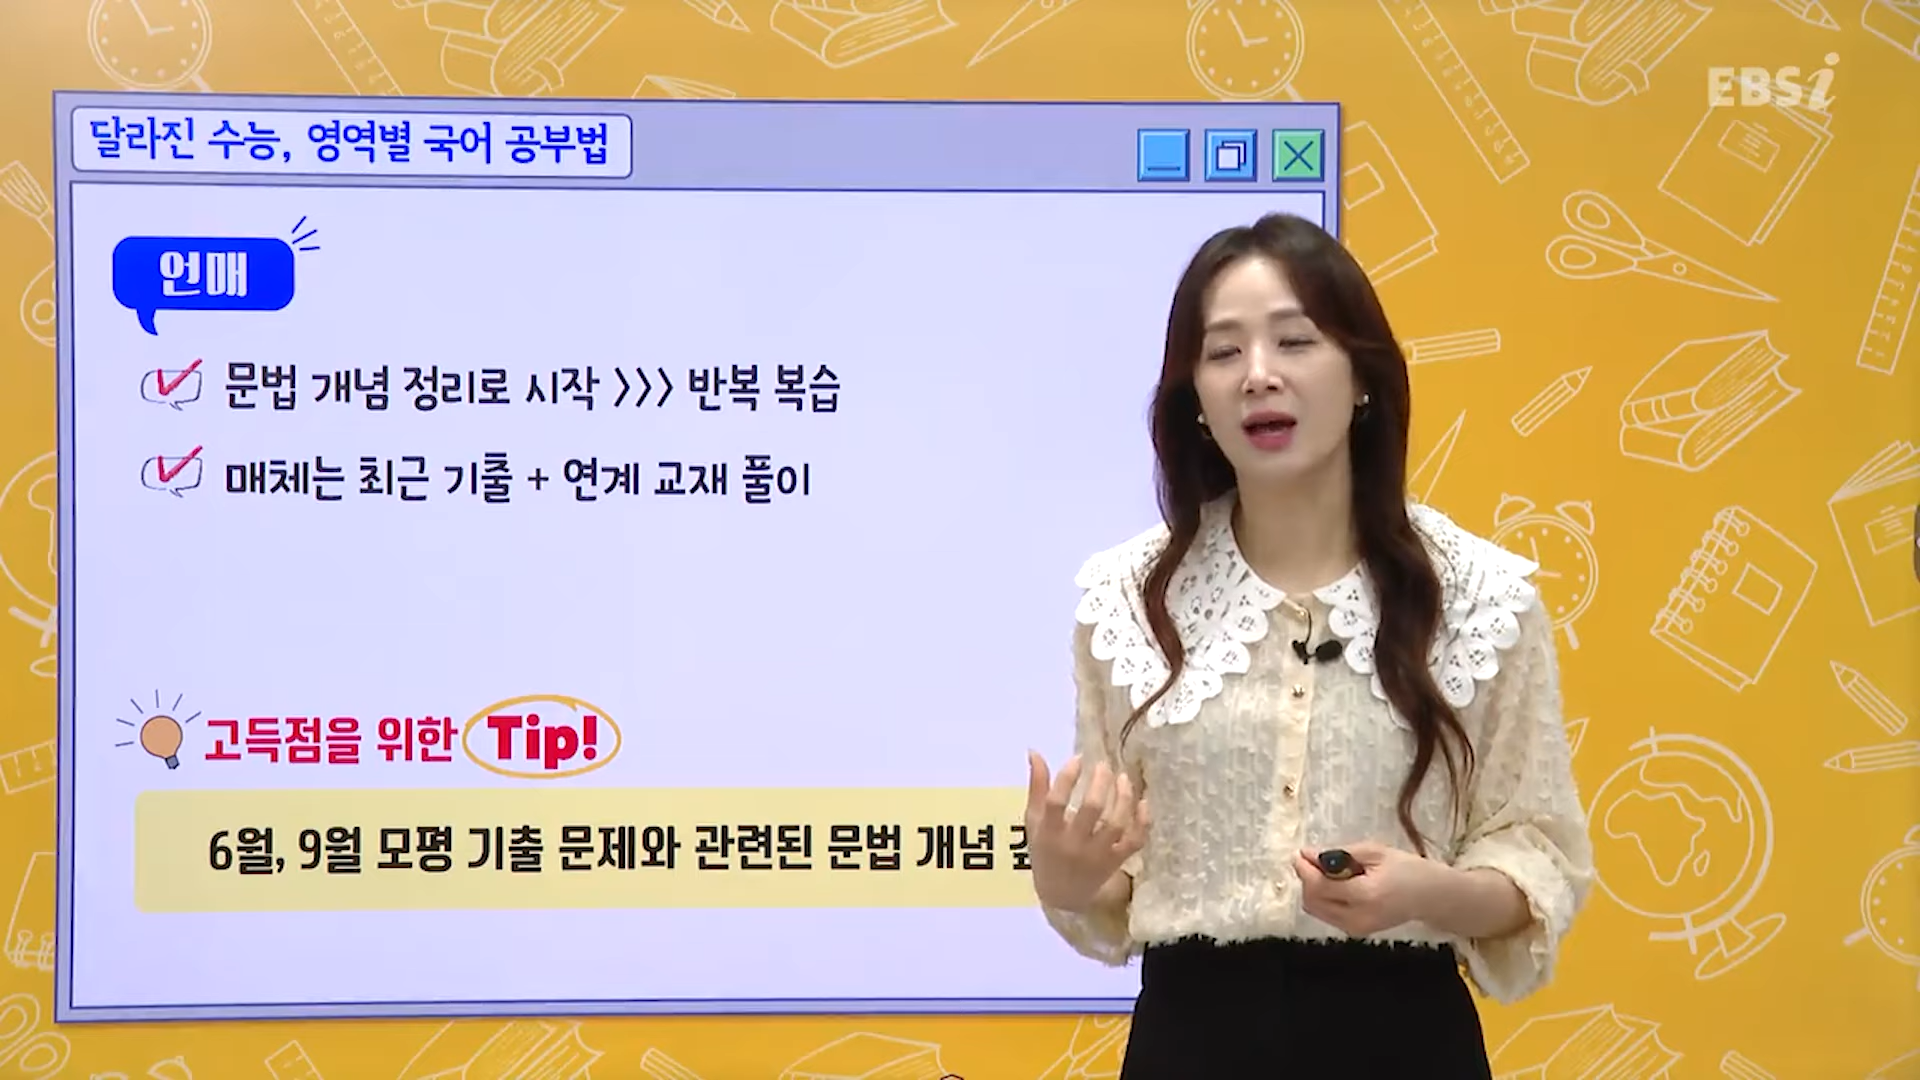 EBSi
달라진 수능, 영역별 국어 공부법
언매
문법 개념 정리로 시작 >>> 반복 복습
매체는 최근 기출 + 연계 교재 풀이
고득점을 위한 Tip!
6월, 9월 모평 기출 문제와 관련된 문법 개념